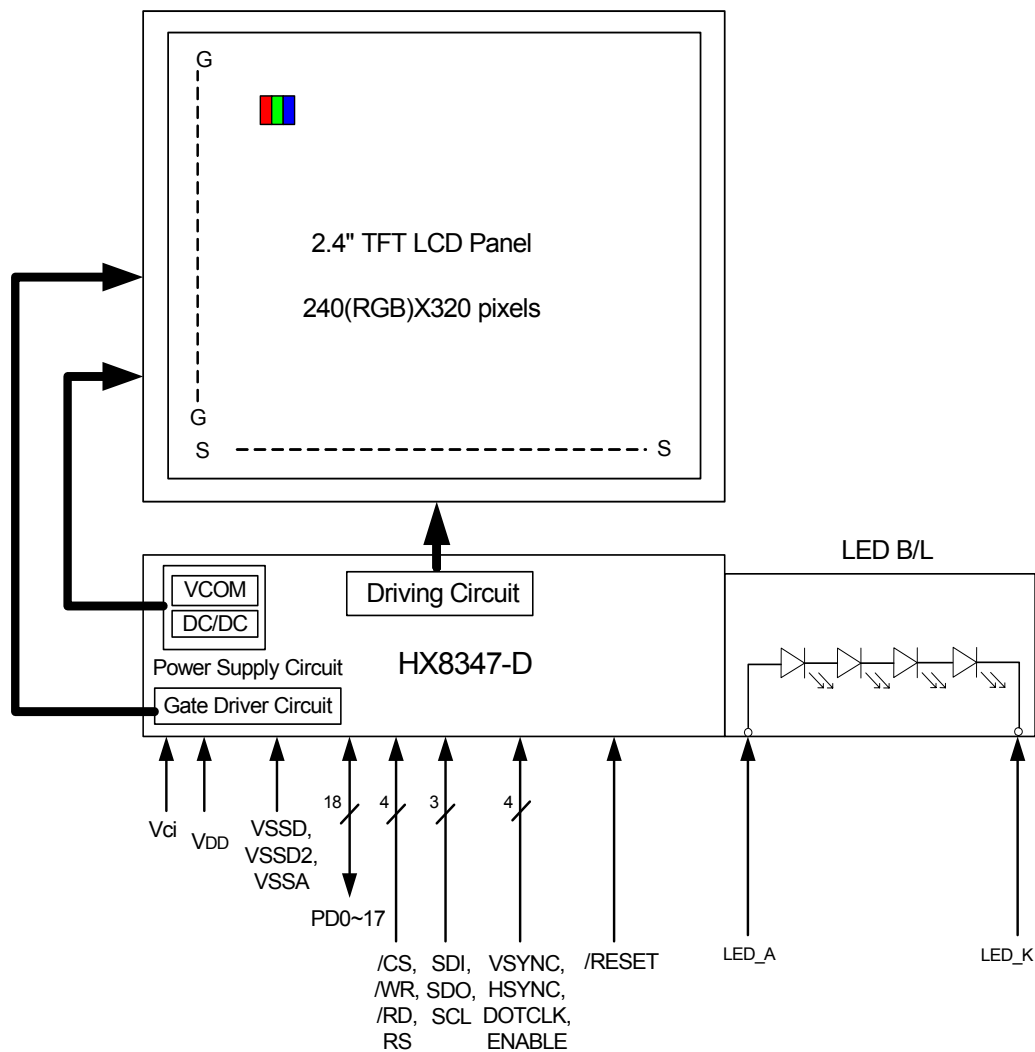 G
2.4" TFT LCD Panel
240(RGB)X320 pixels
G
S
S
LED B/L
VCOM
DC/DC
Power Supply Circuit
Gate Driver Circuit
Driving Circuit
HX8347-D
18
4
3
4
Vci
VDD
VSSD,
VSSD2,
VSSA
PD0~17
/CS,
/WR,
/RD,
RS
SDI,
SDO,
SCL
VSYNC,
HSYNC,
DOTCLK,
ENABLE
/RESET
LED_A
LED_K